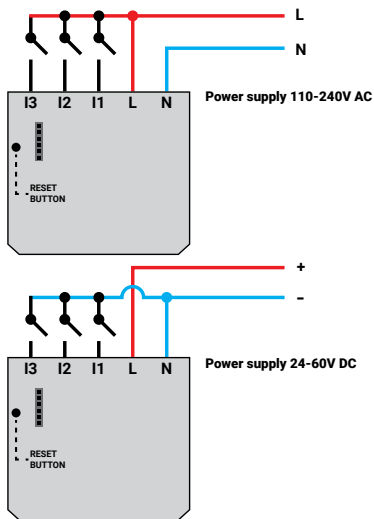 L
N
I3 I2 I1 L N
Power supply 110-240V AC
RESET
BUTTON
+
-
I3 I2 I1 L N
Power supply 24-60V DC
RESET
BUTTON